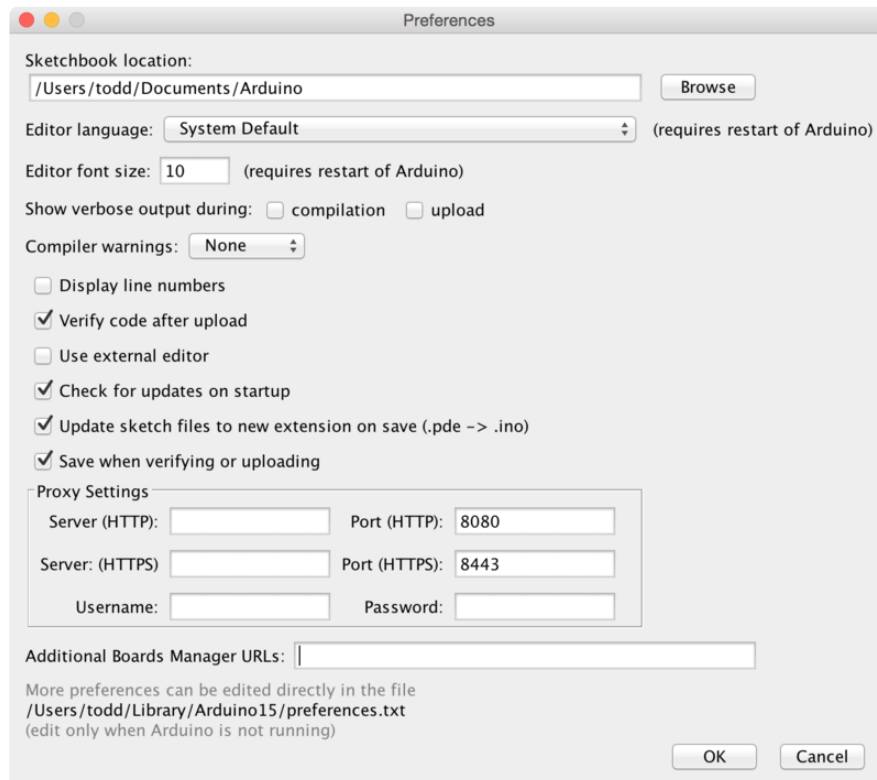 Preferences
Sketchbook location:
/Users/todd/Documents/Arduino Browse
Editor language: System Default (requires restart of Arduino)
Editor font size: 10 (requires restart of Arduino)
Show verbose output during: compilation upload
Compiler warnings: None
Display line numbers
Verify code after upload
Use external editor
Check for updates on startup
Update sketch files to new extension on save (.pde -> .ino)
Save when verifying or uploading
Proxy Settings
Server (HTTP): Port (HTTP): 8080
Server: (HTTPS) Port (HTTPS): 8443
Username: Password:
Additional Boards Manager URLs:
More preferences can be edited directly in the file
/Users/todd/Library/Arduino15/preferences.txt
(edit only when Arduino is not running)
OK Cancel